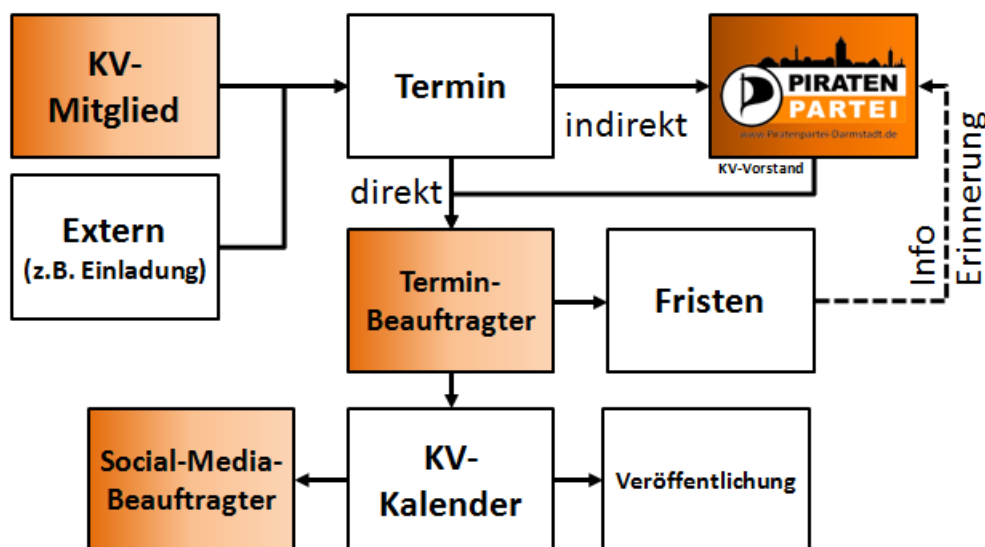 KV-
Mitglied
Termin
PIRATEN
PARTEI
www.Piratenpartei-Darmstadt.de
KV-Vorstand
indirekt
direkt
Extern
(z.B. Einladung)
Termin-
Beauftragter
Fristen
Info
Erinnerung
Social-Media-
Beauftragter
KV-
Kalender
Veröffentlichung